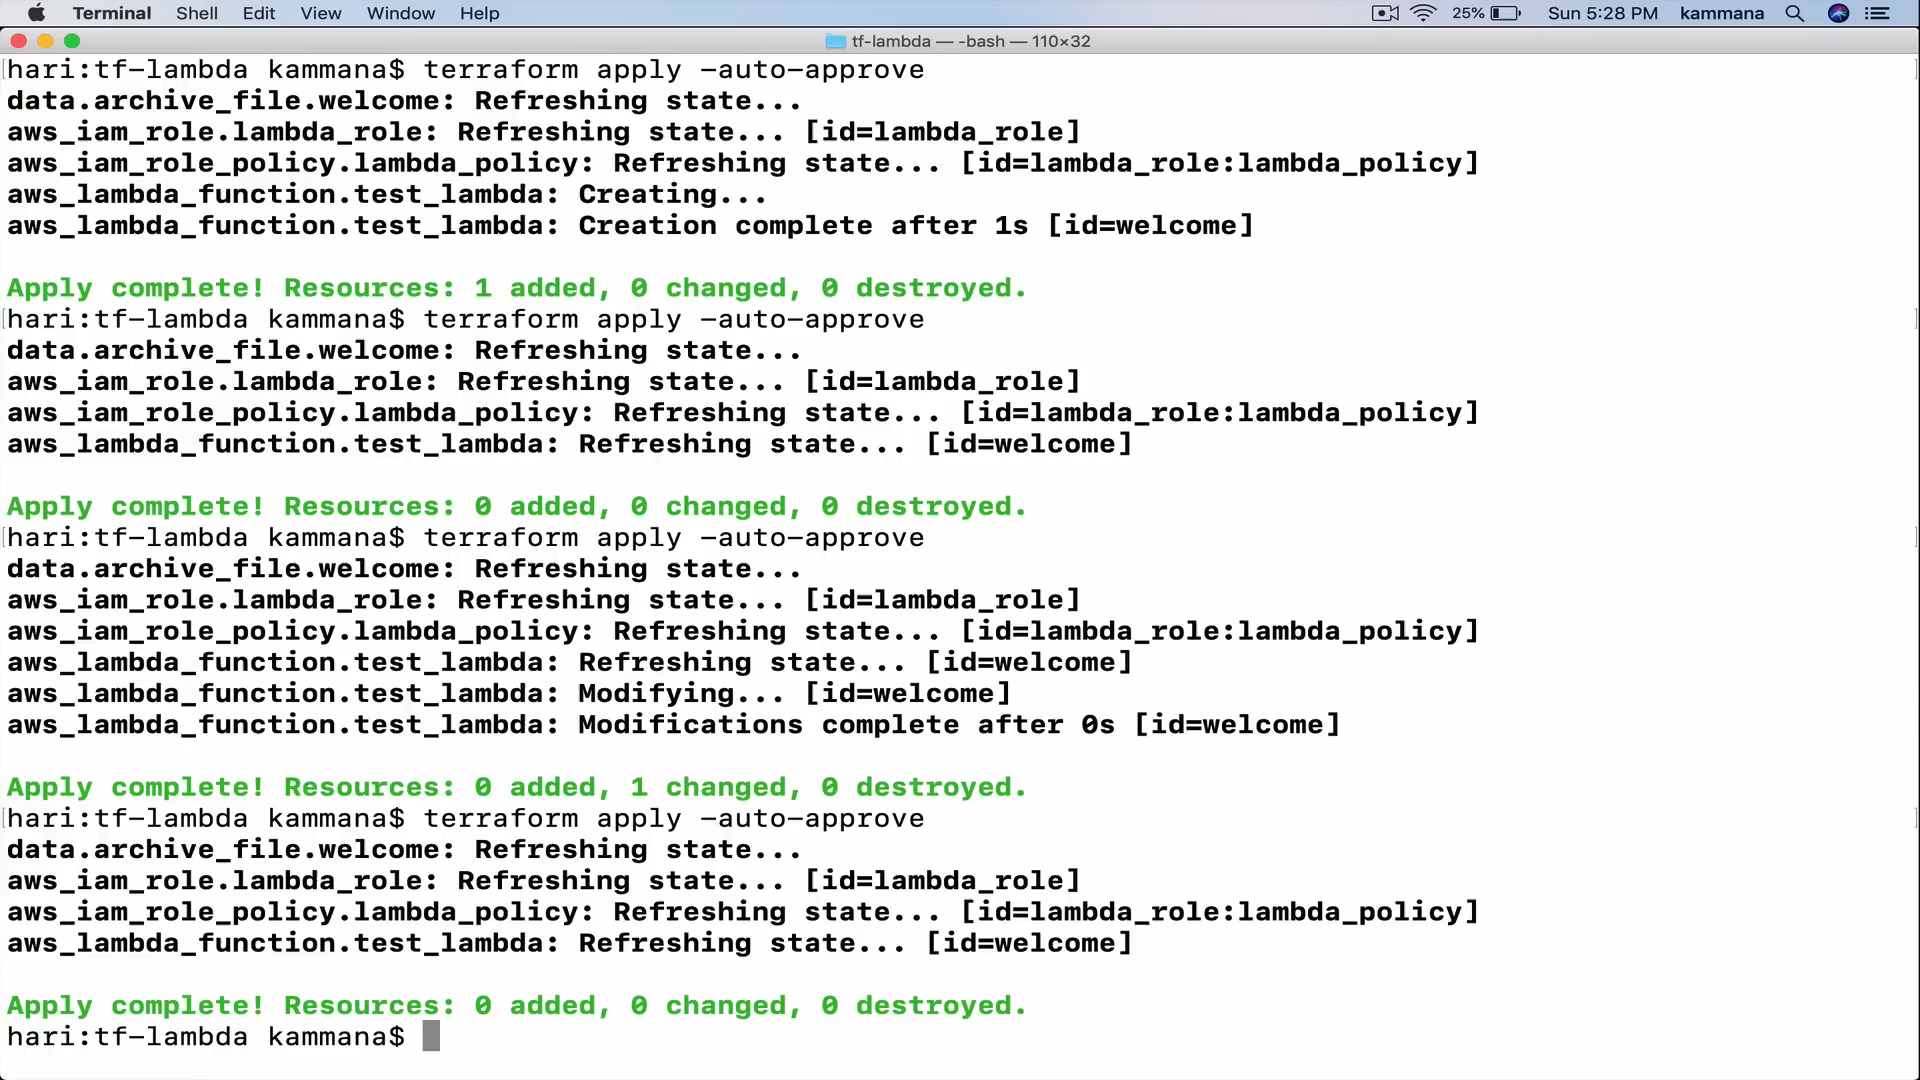 Terminal Shell Edit View Window Help 25% Sun 5:28 PM kammana
tf-lambda — -bash — 110×32
hari:tf-lambda kammana$ terraform apply -auto-approve
data.archive_file.welcome: Refreshing state...
aws_iam_role.lambda_role: Refreshing state... [id=lambda_role]
aws_iam_role_policy.lambda_policy: Refreshing state... [id=lambda_role:lambda_policy]
aws_lambda_function.test_lambda: Creating...
aws_lambda_function.test_lambda: Creation complete after 1s [id=welcome]
Apply complete! Resources: 1 added, 0 changed, 0 destroyed.
hari:tf-lambda kammana$ terraform apply -auto-approve
data.archive_file.welcome: Refreshing state...
aws_iam_role.lambda_role: Refreshing state... [id=lambda_role]
aws_iam_role_policy.lambda_policy: Refreshing state... [id=lambda_role:lambda_policy]
aws_lambda_function.test_lambda: Refreshing state... [id=welcome]
Apply complete! Resources: 0 added, 0 changed, 0 destroyed.
hari:tf-lambda kammana$ terraform apply -auto-approve
data.archive_file.welcome: Refreshing state...
aws_iam_role.lambda_role: Refreshing state... [id=lambda_role]
aws_iam_role_policy.lambda_policy: Refreshing state... [id=lambda_role:lambda_policy]
aws_lambda_function.test_lambda: Refreshing state... [id=welcome]
aws_lambda_function.test_lambda: Modifying... [id=welcome]
aws_lambda_function.test_lambda: Modifications complete after 0s [id=welcome]
Apply complete! Resources: 0 added, 1 changed, 0 destroyed.
hari:tf-lambda kammana$ terraform apply -auto-approve
data.archive_file.welcome: Refreshing state...
aws_iam_role.lambda_role: Refreshing state... [id=lambda_role]
aws_iam_role_policy.lambda_policy: Refreshing state... [id=lambda_role:lambda_policy]
aws_lambda_function.test_lambda: Refreshing state... [id=welcome]
Apply complete! Resources: 0 added, 0 changed, 0 destroyed.
hari:tf-lambda kammana$